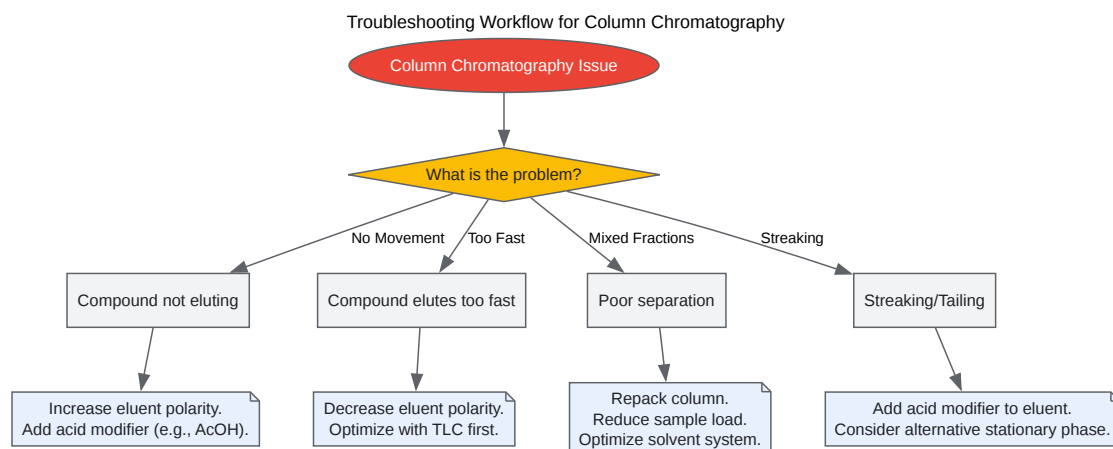 Troubleshooting Workflow for Column Chromatography
Column Chromatography Issue
What is the problem?
No Movement
Too Fast
Mixed Fractions
Streaking
Compound not eluting
Compound elutes too fast
Poor separation
Streaking/Tailing
Increase eluent polarity.
Add acid modifier (e.g., AcOH).
Decrease eluent polarity.
Optimize with TLC first.
Repack column.
Reduce sample load.
Optimize solvent system.
Add acid modifier to eluent.
Consider alternative stationary phase.